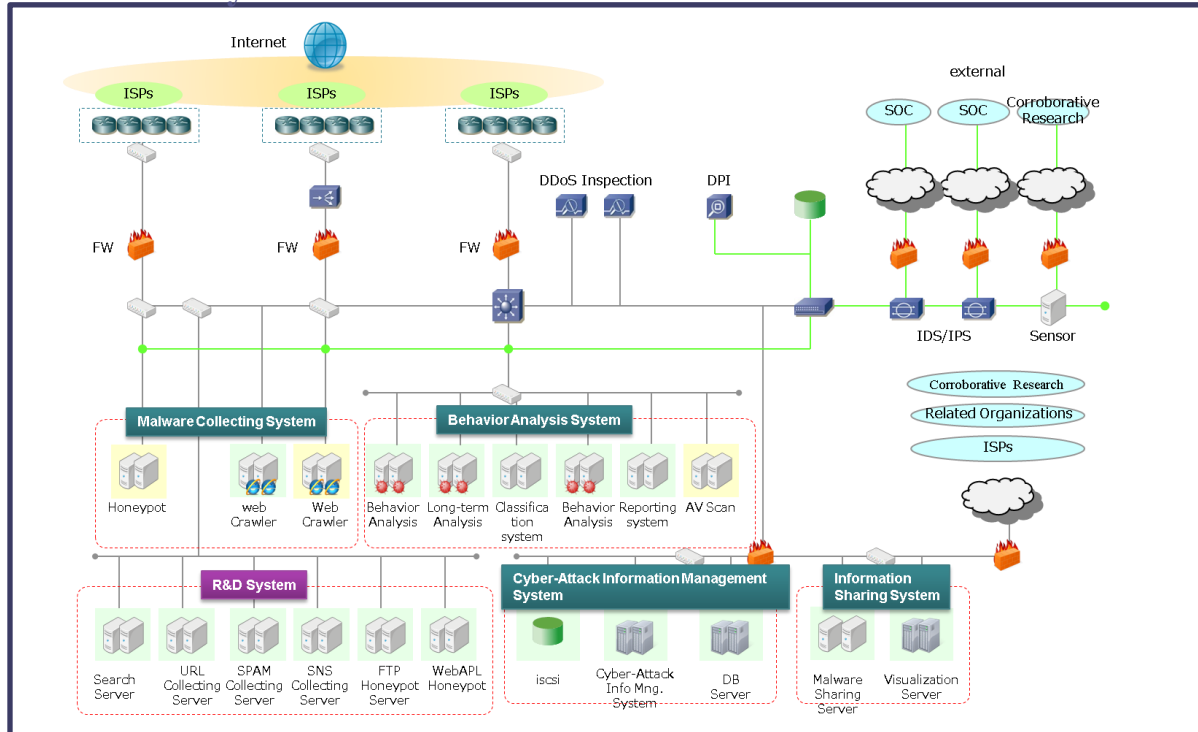 Internet
ISPs
ISPs
ISPs
external
SOC
SOC
Corroborative
Research
DDoS Inspection
DPI
FW
FW
FW
IDS/IPS
Sensor
Corroborative Research
Related Organizations
ISPs
Malware Collecting System
Behavior Analysis System
Honeypot
web
Crawler
Web
Crawler
Behavior
Analysis
Long-term
Analysis
Classifica
tion
system
Behavior
Analysis
Reporting
system
AV Scan
R&D System
Cyber-Attack Information Management
System
Information
Sharing System
Search
Server
URL
Collecting
Server
SPAM
Collecting
Server
SNS
Collecting
Server
FTP
Honeypot
Server
WebAPL
Honeypot
iscsi
Cyber-Attack
Info Mng.
System
DB
Server
Malware
Sharing
Server
Visualization
Server